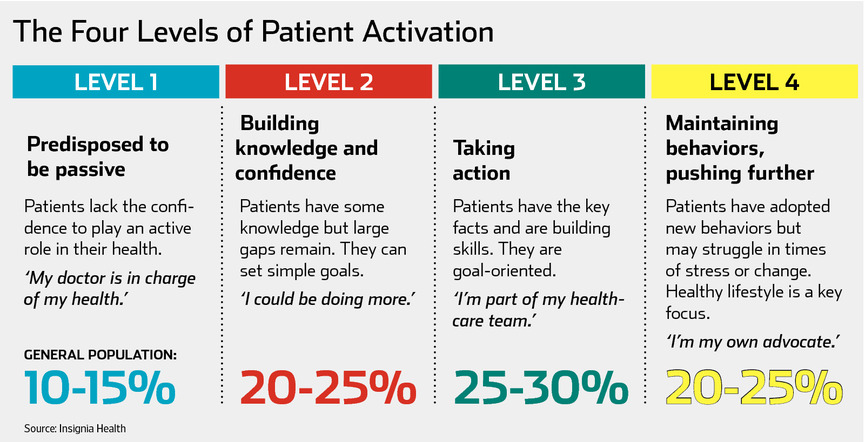 The Four Levels of Patient Activation
LEVEL 1
Predisposed to
be passive
Patients lack the confi-
dence to play an active
role in their health.
‘My doctor is in charge
of my health.’
GENERAL POPULATION:
10-15%
LEVEL 2
Building
knowledge and
confidence
Patients have some
knowledge but large
gaps remain. They can
set simple goals.
‘I could be doing more.’
20-25%
LEVEL 3
Taking
action
Patients have the key
facts and are building
skills. They are
goal-oriented.
‘I’m part of my health-
care team.’
25-30%
LEVEL 4
Maintaining
behaviors,
pushing further
Patients have adopted
new behaviors but
may struggle in times
of stress or change.
Healthy lifestyle is a key
focus.
‘I’m my own advocate.’
20-25%
Source: Insignia Health